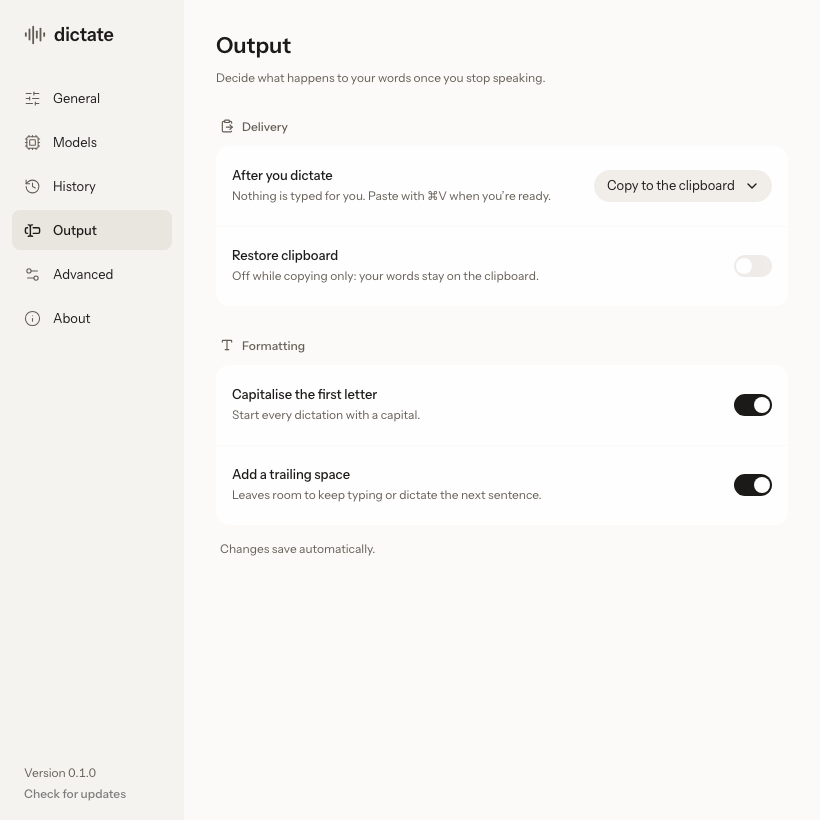 dictate
General
Models
History
Output
Advanced
About
Version 0.1.0
Check for updates
Output
Decide what happens to your words once you stop speaking.
Delivery
After you dictate
Nothing is typed for you. Paste with ⌘V when you're ready.
Copy to the clipboard
Restore clipboard
Off while copying only: your words stay on the clipboard.
Formatting
Capitalise the first letter
Start every dictation with a capital.
Add a trailing space
Leaves room to keep typing or dictate the next sentence.
Changes save automatically.